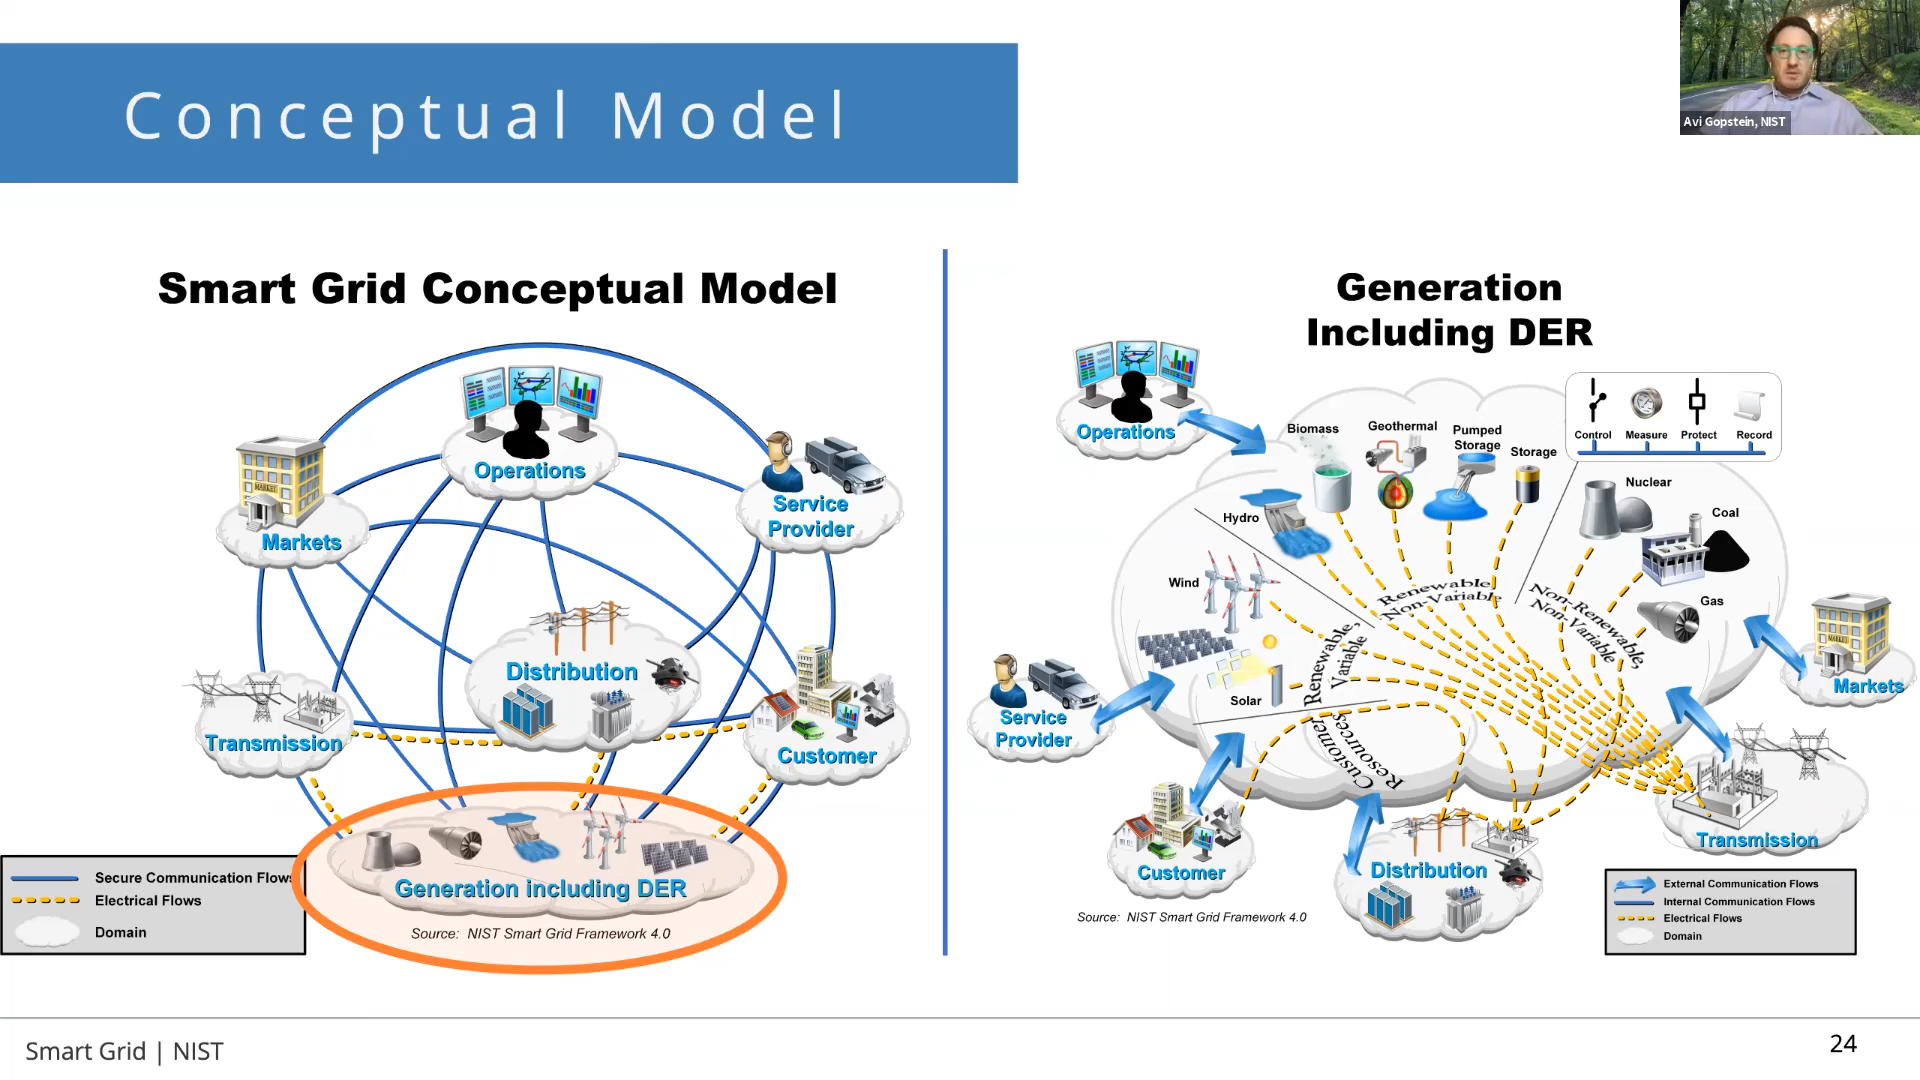 Conceptual Model
Avi Gopstein, NIST
Smart Grid Conceptual Model
Operations
MARKET
Markets
Service
Provider
Distribution
Transmission
Customer
Generation including DER
Secure Communication Flows
Electrical Flows
Domain
Source: NIST Smart Grid Framework 4.0
Generation
Including DER
Operations
Control
Measure
Protect
Record
Biomass
Geothermal
Pumped
Storage
Storage
Nuclear
Coal
Hydro
Wind
Gas
Solar
Renewable,
Non-Variable
Non-Renewable,
Non-Variable
Renewable,
Variable
Customer
Resources
MARKET
Markets
Service
Provider
Customer
Distribution
Transmission
Source: NIST Smart Grid Framework 4.0
External Communication Flows
Internal Communication Flows
Electrical Flows
Domain
Smart Grid | NIST
24